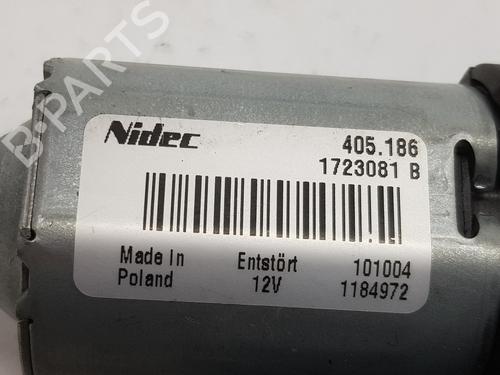 B-PARTS
Nidec 405.186
1723081 B
Made In Entstört 101004
Poland 12V 1184972